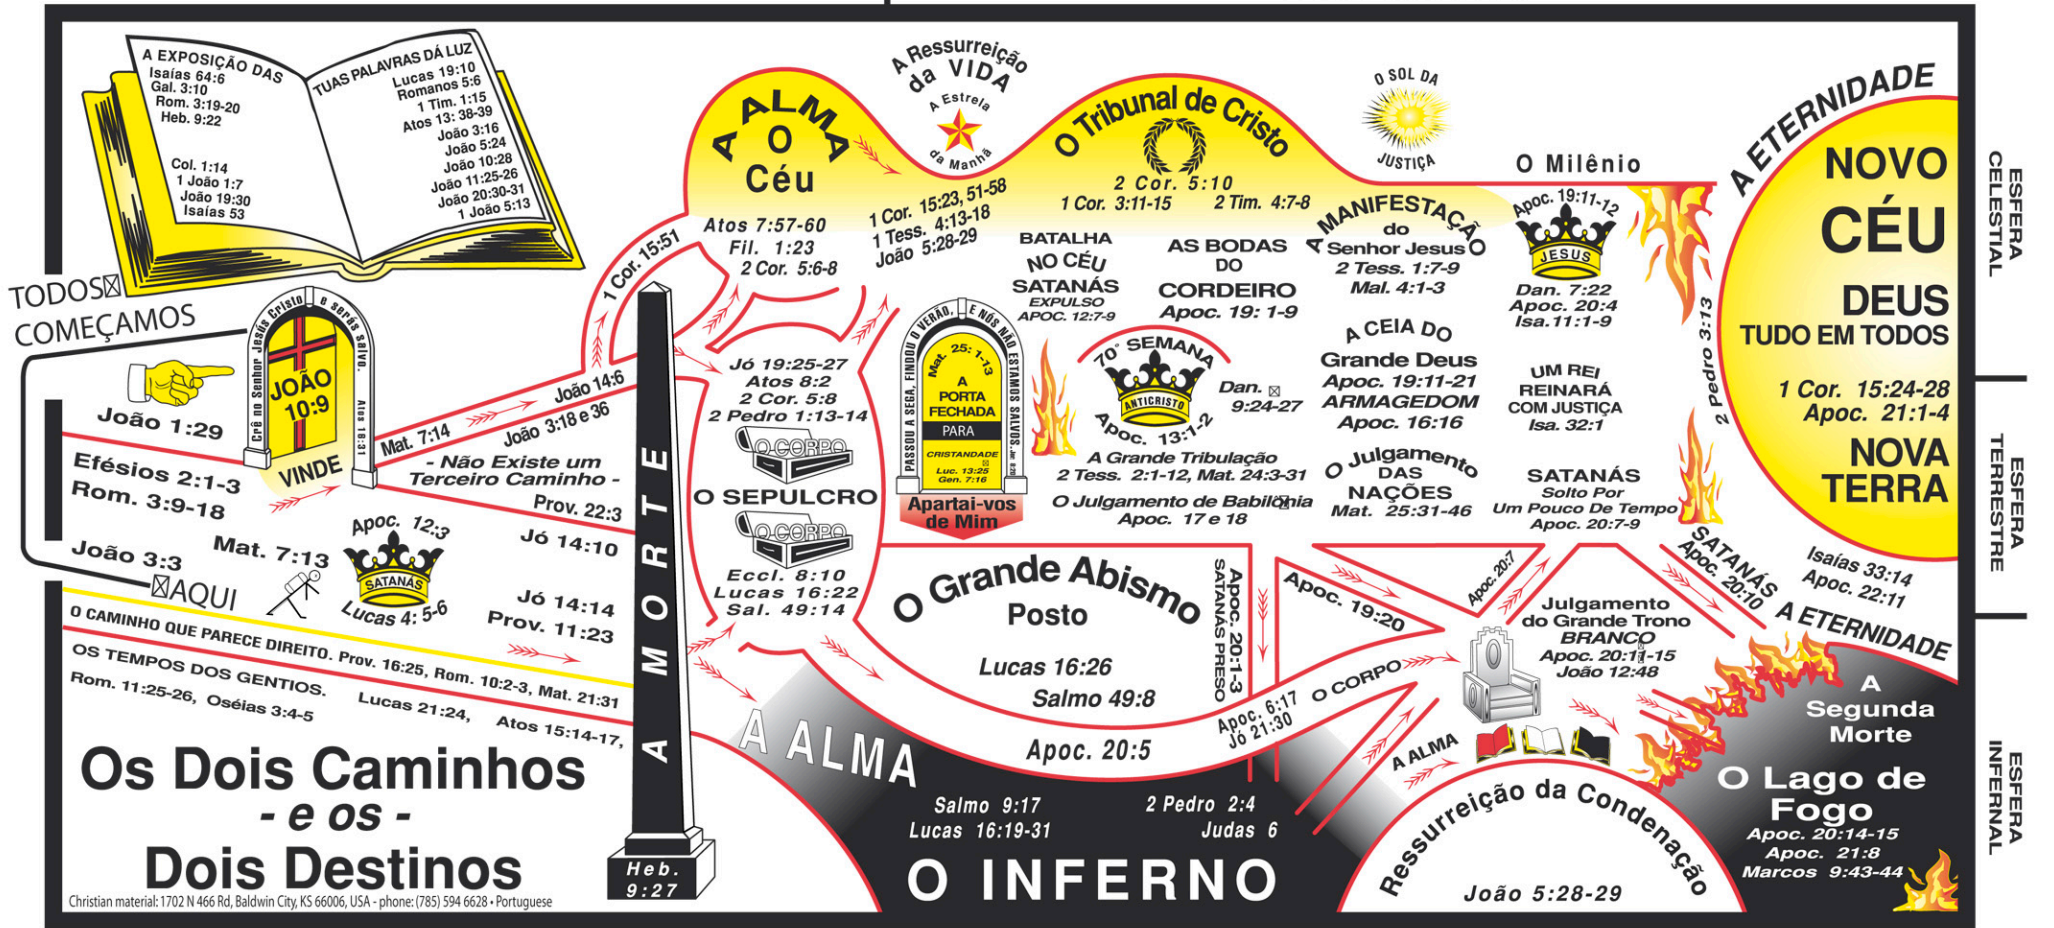 A EXPOSIÇÃO DAS
Isaías 64:6
Gal. 3:10
Rom. 3:19-20
Heb. 9:22
Col. 1:14
1 João 1:7
João 19:30
Isaías 53
TUAS PALAVRAS DÁ LUZ
Lucas 19:10
Romanos 5:6
1 Tim. 1:15
Atos 13: 38-39
João 3:16
João 5:24
João 10:28
João 11:25-26
João 20:30-31
1 João 5:13
TODOS
COMEÇAMOS
AQUI
Crê no Senhor Jesús Cristo e serás salvo.
Atos 16:31
JOÃO
10:9
VINDE
João 1:29
Efésios 2:1-3
Rom. 3:9-18
João 3:3
Mat. 7:13
Apoc. 12:3
SATANÁS
Lucas 4: 5-6
Mat. 7:14
João 14:6
João 3:18 e 36
- Não Existe um
Terceiro Caminho -
Prov. 22:3
Jó 14:10
Jó 14:14
Prov. 11:23
O CAMINHO QUE PARECE DIREITO. Prov. 16:25, Rom. 10:2-3, Mat. 21:31
OS TEMPOS DOS GENTIOS. Lucas 21:24, Atos 15:14-17,
Rom. 11:25-26, Oséias 3:4-5
Os Dois Caminhos
- e os -
Dois Destinos
Christian material: 1702 N 466 Rd, Baldwin City, KS 66006, USA - phone: (785) 594 6628 • Portuguese
A MORTE
Heb.
9:27
1 Cor. 15:51
A ALMA
O
Céu
Atos 7:57-60
Fil. 1:23
2 Cor. 5:6-8
Jó 19:25-27
Atos 8:2
2 Cor. 5:8
2 Pedro 1:13-14
O CORPO
O SEPULCRO
O CORPO
Eccl. 8:10
Lucas 16:22
Sal. 49:14
A Ressurreição
da VIDA
A Estrela
da Manhã
1 Cor. 15:23, 51-58
1 Tess. 4:13-18
João 5:28-29
O Tribunal de Cristo
2 Cor. 5:10
1 Cor. 3:11-15 2 Tim. 4:7-8
BATALHA
NO CÉU
SATANÁS
EXPULSO
APOC. 12:7-9
AS BODAS
DO
CORDEIRO
Apoc. 19: 1-9
PASSOU A SEGA, FINDOU O VERÃO, E NÓS NÃO ESTAMOS SALVOS. Jer. 8:20
Mat. 25: 1-13
A
PORTA
FECHADA
PARA
CRISTANDADE
Luc. 13:25
Gen. 7:16
Apartai-vos
de Mim
70° SEMANA
ANTICRISTO
Apoc. 13:1-2
Dan.
9:24-27
A Grande Tribulação
2 Tess. 2:1-12, Mat. 24:3-31
O Julgamento de Babilônia
Apoc. 17 e 18
O SOL DA
JUSTIÇA
A MANIFESTAÇÃO
do
Senhor Jesus
2 Tess. 1:7-9
Mal. 4:1-3
A CEIA DO
Grande Deus
Apoc. 19:11-21
ARMAGEDOM
Apoc. 16:16
O Julgamento
DAS
NAÇÕES
Mat. 25:31-46
O Milênio
Apoc. 19:11-12
JESUS
Dan. 7:22
Apoc. 20:4
Isa.11:1-9
UM REI
REINARÁ
COM JUSTIÇA
Isa. 32:1
SATANÁS
Solto Por
Um Pouco De Tempo
Apoc. 20:7-9
A ETERNIDADE
2 Pedro 3:13
NOVO
CÉU
DEUS
TUDO EM TODOS
1 Cor. 15:24-28
Apoc. 21:1-4
NOVA
TERRA
ESFERA
CELESTIAL
ESFERA
TERRESTRE
ESFERA
INFERNAL
O Grande Abismo
Posto
Lucas 16:26
Salmo 49:8
Apoc. 20:5
Apoc. 20:1-3
SATANÁS PRESO
Apoc. 19:20
Apoc. 20:7
SATANÁS
Apoc. 20:10
Isaías 33:14
Apoc. 22:11
A ETERNIDADE
Apoc. 6:17
Jó 21:30
O CORPO
A ALMA
Julgamento
do Grande Trono
BRANCO
Apoc. 20:11-15
João 12:48
A ALMA
Salmo 9:17
Lucas 16:19-31
2 Pedro 2:4
Judas 6
O INFERNO
Ressurreição da Condenação
João 5:28-29
A
Segunda
Morte
O Lago de
Fogo
Apoc. 20:14-15
Apoc. 21:8
Marcos 9:43-44